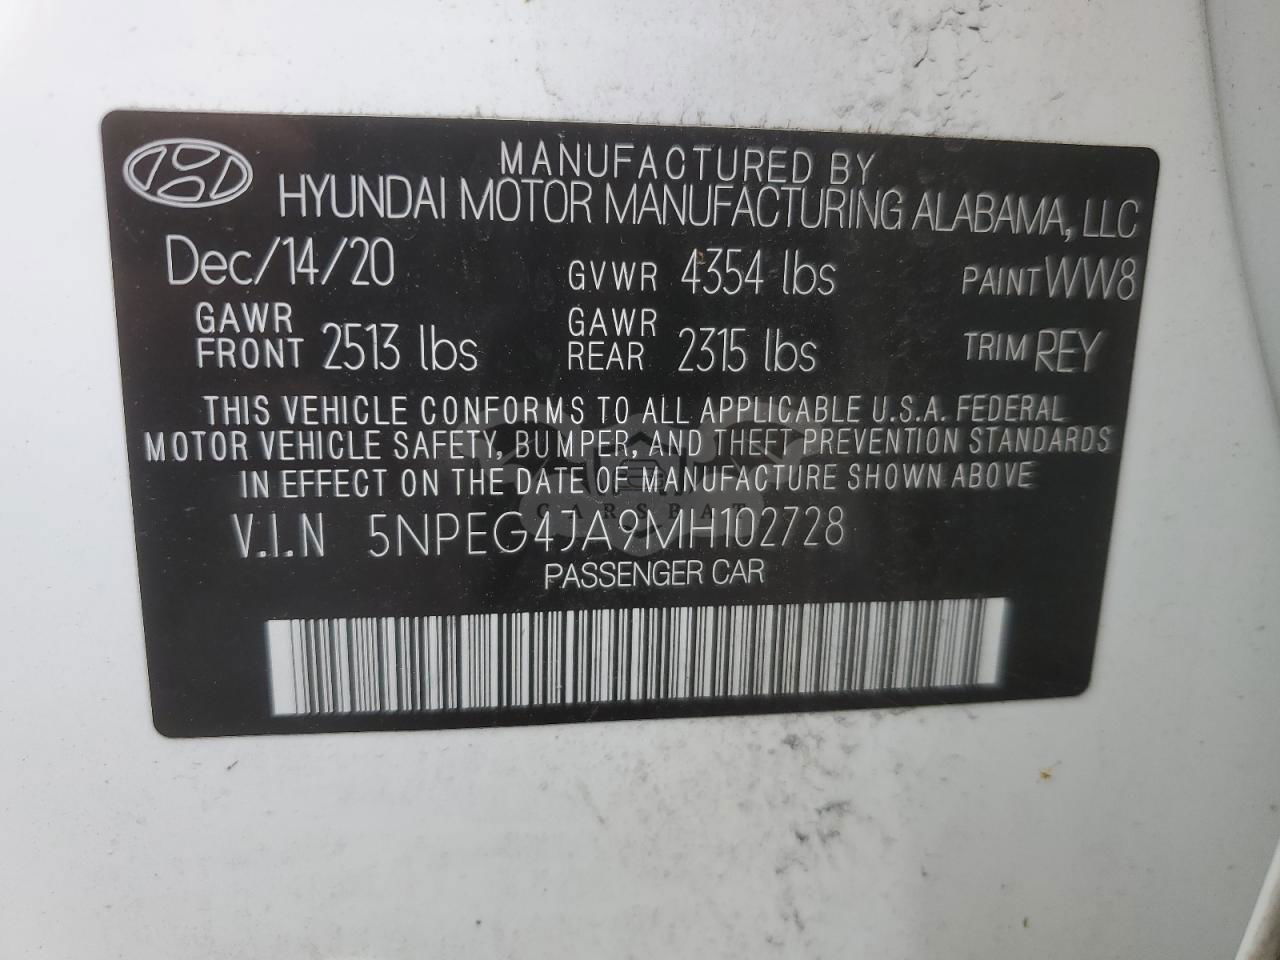 MANUFACTURED BY
HYUNDAI MOTOR MANUFACTURING ALABAMA, LLC
Dec/14/20 GVWR 4354 lbs PAINT WW8
GAWR FRONT 2513 lbs GAWR REAR 2315 lbs TRIM REY
THIS VEHICLE CONFORMS TO ALL APPLICABLE U.S.A. FEDERAL
MOTOR VEHICLE SAFETY, BUMPER, AND THEFT PREVENTION STANDARDS
IN EFFECT ON THE DATE OF MANUFACTURE SHOWN ABOVE
CARSBAT
V.I.N 5NPEG4JA9MH102728
PASSENGER CAR